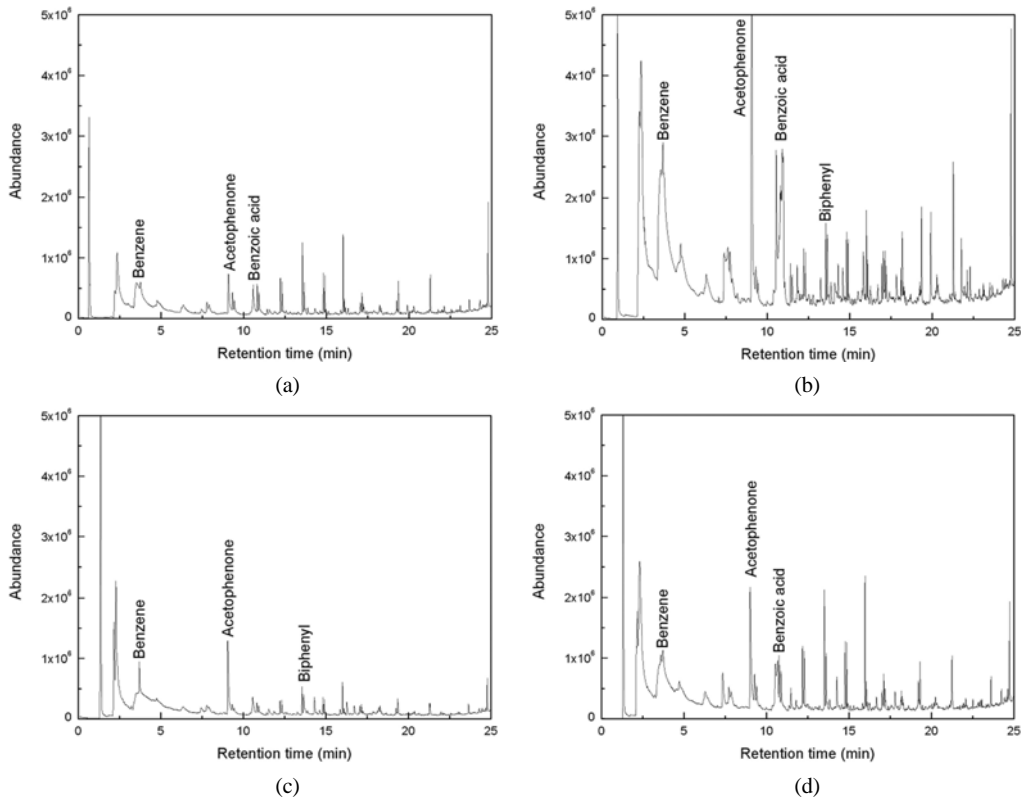 5x10⁶
4x10⁶
3x10⁶
2x10⁶
1x10⁶
0
Abundance
Benzene
Acetophenone
Benzoic acid
0 5 10 15 20 25
Retention time (min)
(a)
5x10⁶
4x10⁶
3x10⁶
2x10⁶
1x10⁶
0
Abundance
Benzene
Acetophenone
Benzoic acid
Biphenyl
0 5 10 15 20 25
Retention time (min)
(b)
5x10⁶
4x10⁶
3x10⁶
2x10⁶
1x10⁶
0
Abundance
Benzene
Acetophenone
Biphenyl
0 5 10 15 20 25
Retention time (min)
(c)
5x10⁶
4x10⁶
3x10⁶
2x10⁶
1x10⁶
0
Abundance
Benzene
Acetophenone
Benzoic acid
0 5 10 15 20 25
Retention time (min)
(d)